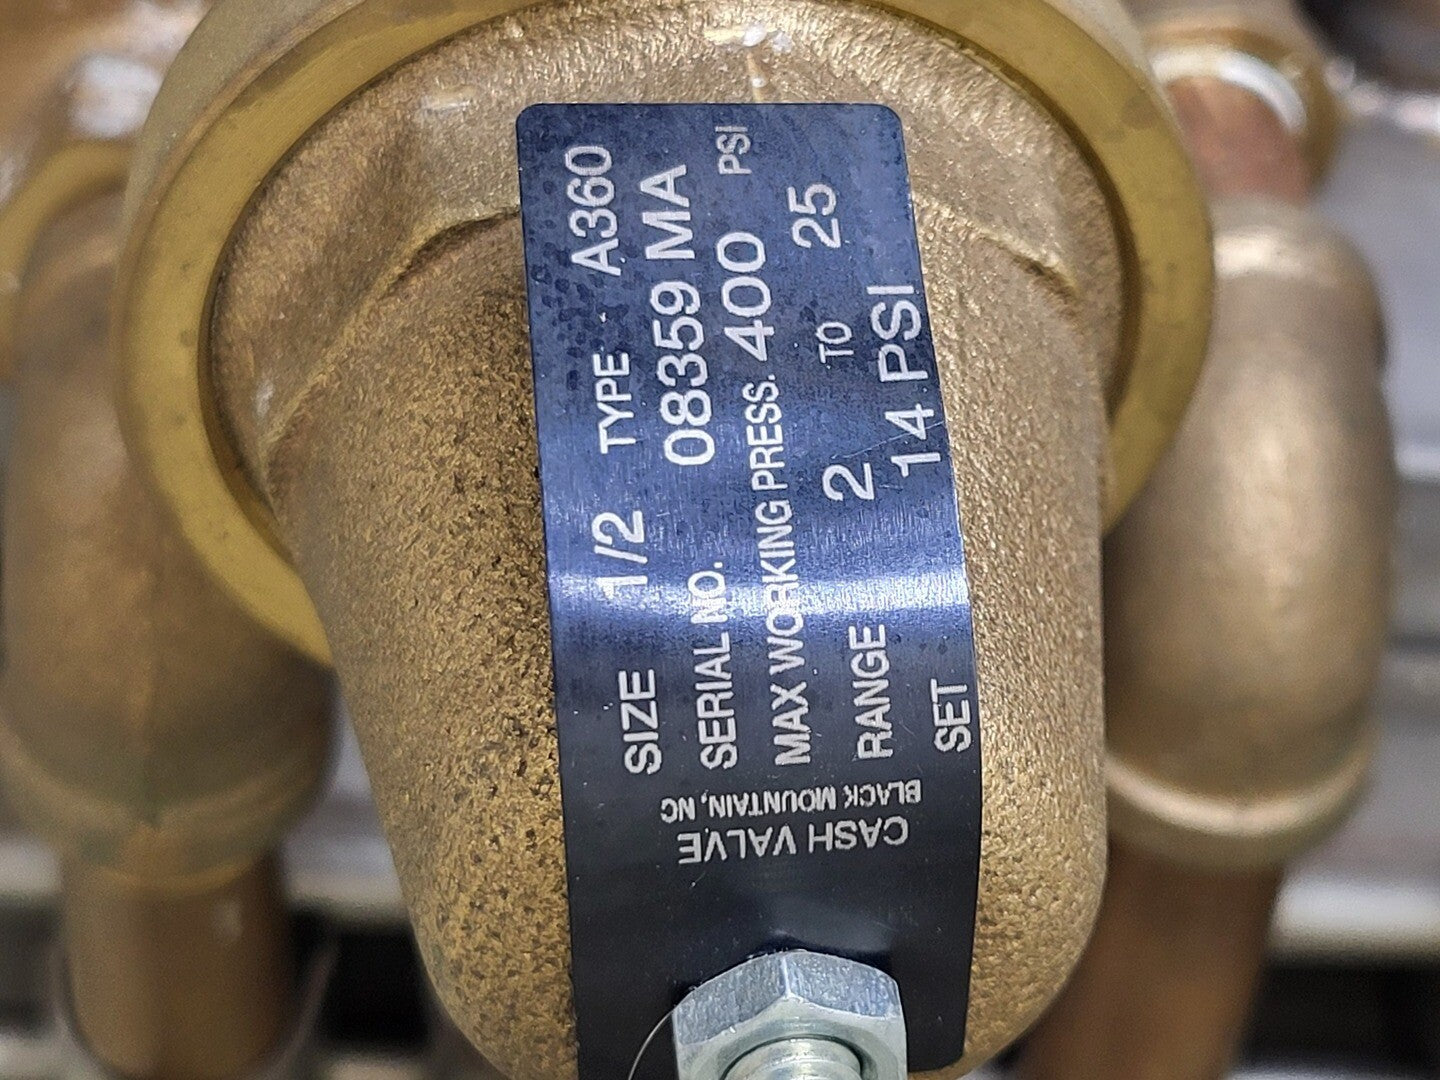 SIZE 1/2 TYPE A360
SERIAL NO. 08359 MA
MAX WORKING PRESS. 400 PSI
RANGE 2 TO 25
SET 14 PSI
CASH VALVE
BLACK MOUNTAIN, NC